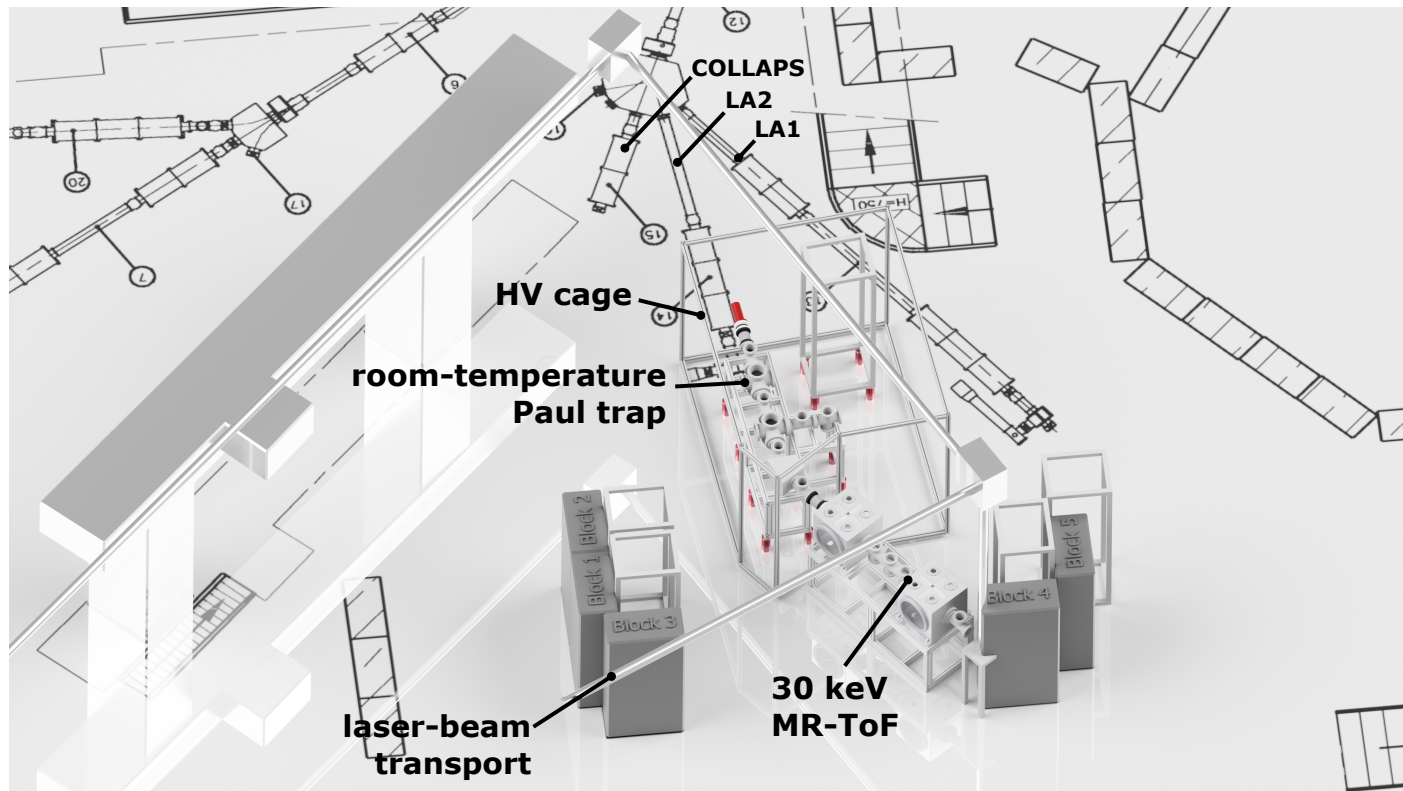 12
6
COLLAPS
LA2
LA1
20
17
H=750
15
7
HV cage
14
13
room-temperature
Paul trap
Block 2
Block 1
Block 5
Block 4
Block 3
30 keV
MR-ToF
laser-beam
transport